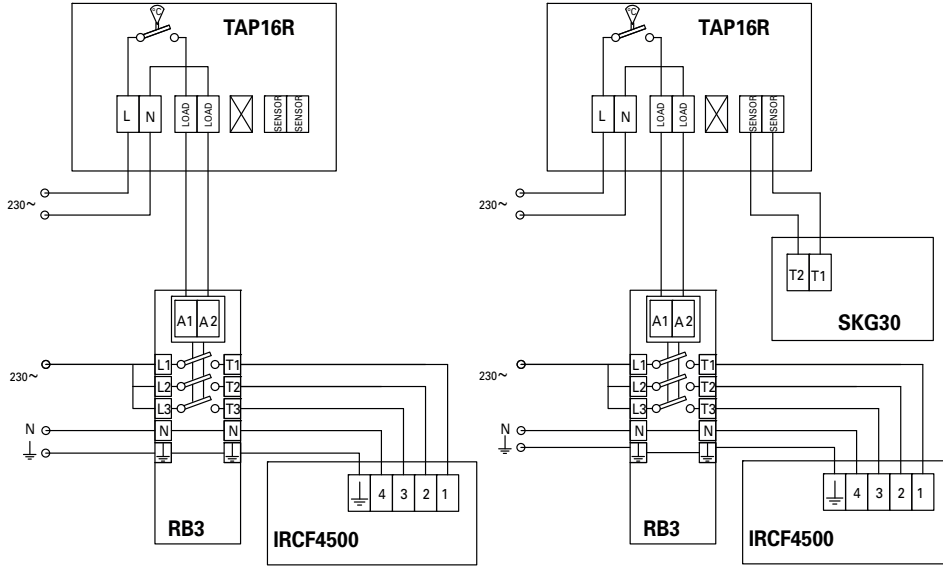 °C
TAP16R
L N LOAD LOAD SENSOR SENSOR
230~
A1 A2
L1 T1
230~
L2 T2
L3 T3
N N N
4 3 2 1
RB3
IRCF4500
°C
TAP16R
L N LOAD LOAD SENSOR SENSOR
230~
T2 T1
SKG30
A1 A2
L1 T1
230~
L2 T2
L3 T3
N N N
4 3 2 1
RB3
IRCF4500